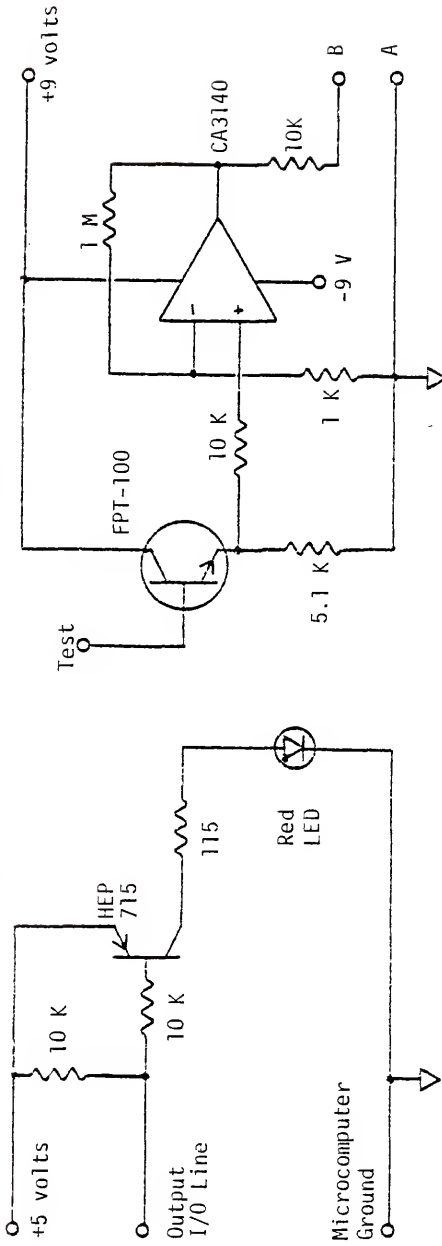 +5 volts
10 K
HEP
715
10 K
Output
I/O Line
115
Red
LED
Microcomputer
Ground
+9 volts
Test
FPT-100
1 M
CA3140
10 K
-
+
-9 V
10K
B
5.1 K
1 K
A